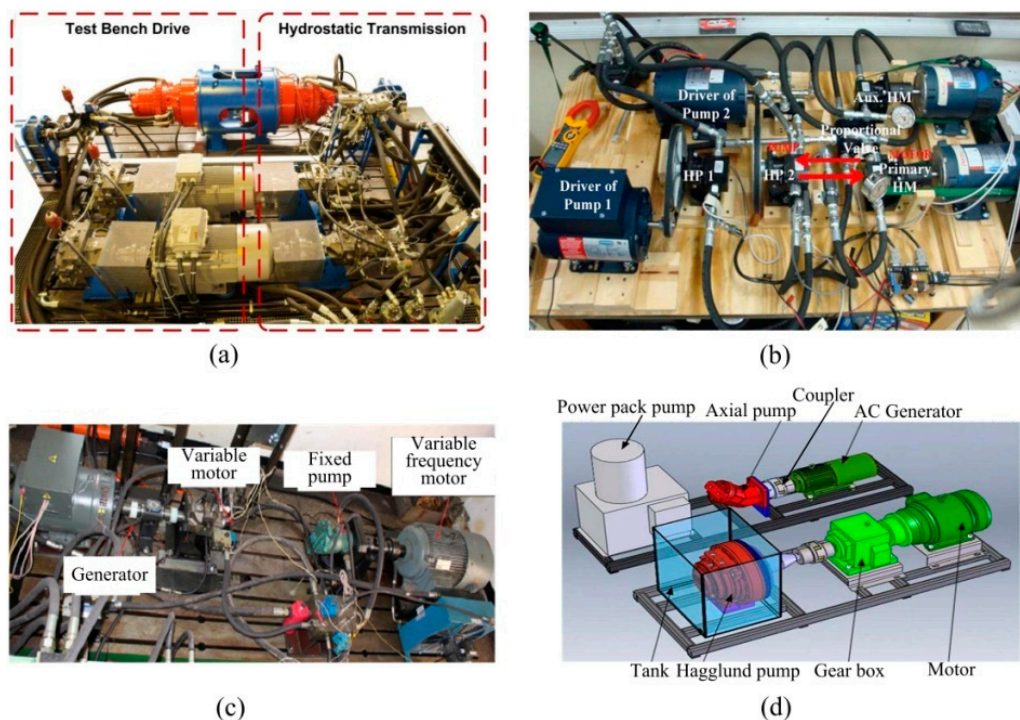 Test Bench Drive
Hydrostatic Transmission
(a)
Driver of
Pump 2
Aux. HM
Proportional
Valve
PUMP
MOTOR
HP 1
HP 2
Primary
HM
Driver of
Pump 1
(b)
Variable
motor
Fixed
pump
Variable
frequency
motor
Generator
(c)
Coupler
Power pack pump
Axial pump
AC Generator
Tank
Hagglund pump
Gear box
Motor
(d)